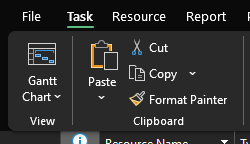 File Task Resource Report
Cut
Copy
Format Painter
Gantt
Chart
Paste
View
Clipboard
Resource Name